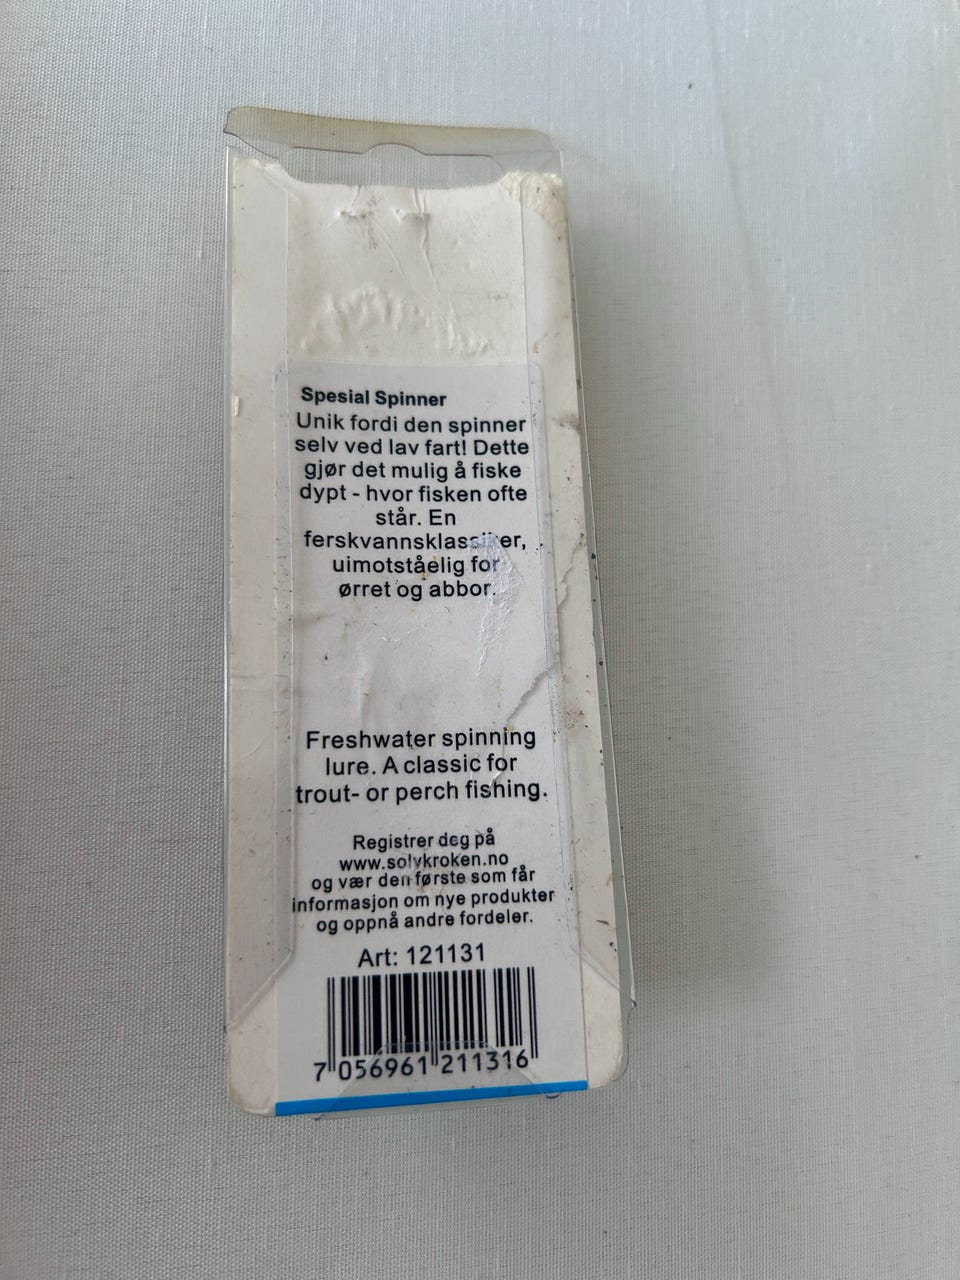 Spesial Spinner
Unik fordi den spinner
selv ved lav fart! Dette
gjør det mulig å fiske
dypt - hvor fisken ofte
står. En
ferskvannsklassiker,
uimotståelig for
ørret og abbor.
Freshwater spinning
lure. A classic for
trout- or perch fishing.
Registrer deg på
www.solvkroken.no
og vær den første som får
informasjon om nye produkter
og oppnå andre fordeler.
Art: 121131
7 056961 211316